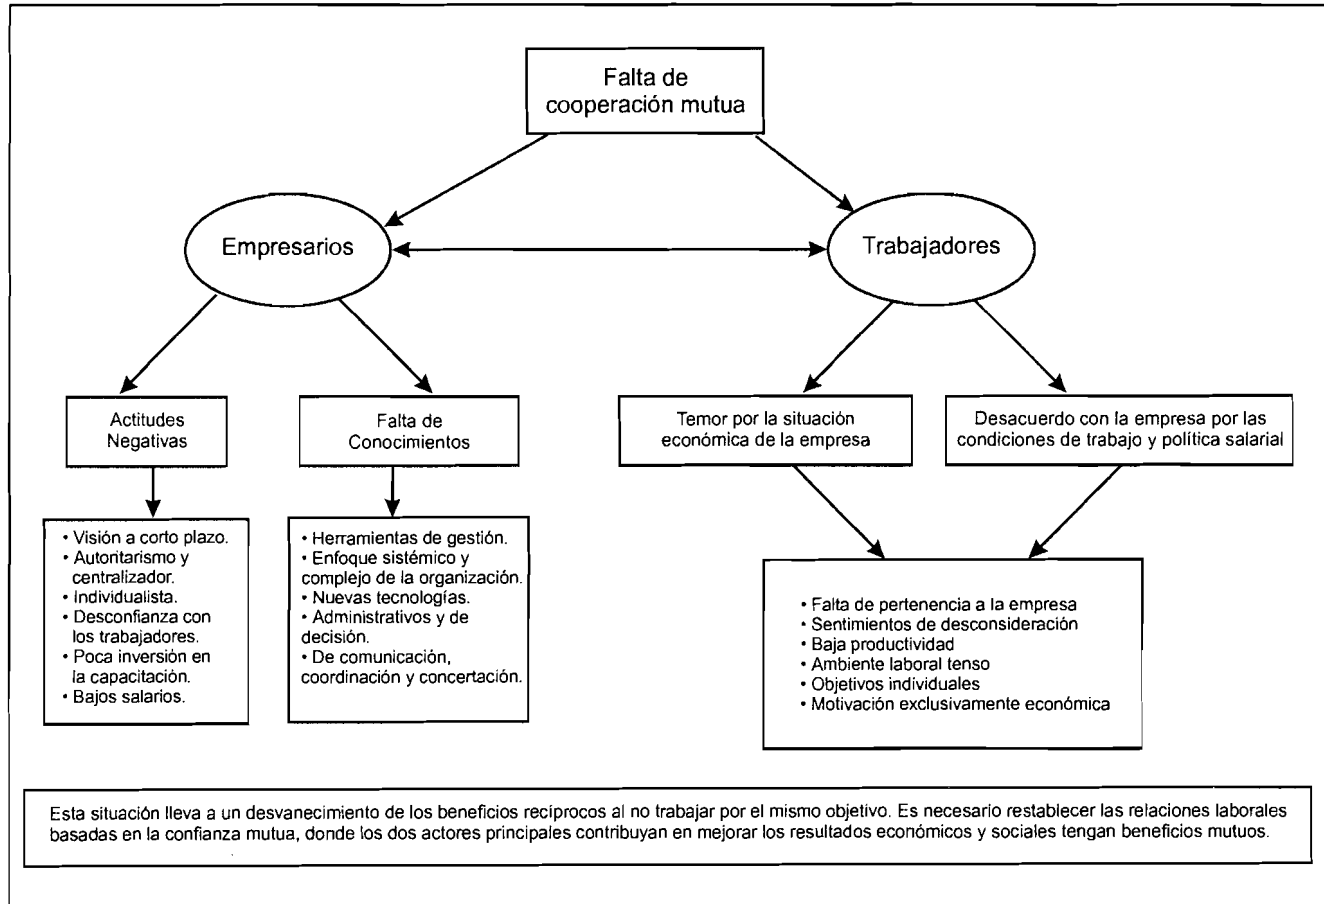 Falta de
cooperación mutua
Empresarios
Trabajadores
Actitudes
Negativas
Falta de
Conocimientos
Temor por la situación
económica de la empresa
Desacuerdo con la empresa por las
condiciones de trabajo y política salarial
• Visión a corto plazo.
• Autoritarismo y
centralizador.
• Individualista.
• Desconfianza con
los trabajadores.
• Poca inversión en
la capacitación.
• Bajos salarios.
• Herramientas de gestión.
• Enfoque sistémico y
complejo de la organización.
• Nuevas tecnologías.
• Administrativos y de
decisión.
• De comunicación,
coordinación y concertación.
• Falta de pertenencia a la empresa
• Sentimientos de desconsideración
• Baja productividad
• Ambiente laboral tenso
• Objetivos individuales
• Motivación exclusivamente económica
Esta situación lleva a un desvanecimiento de los beneficios recíprocos al no trabajar por el mismo objetivo. Es necesario restablecer las relaciones laborales
basadas en la confianza mutua, donde los dos actores principales contribuyan en mejorar los resultados económicos y sociales tengan beneficios mutuos.